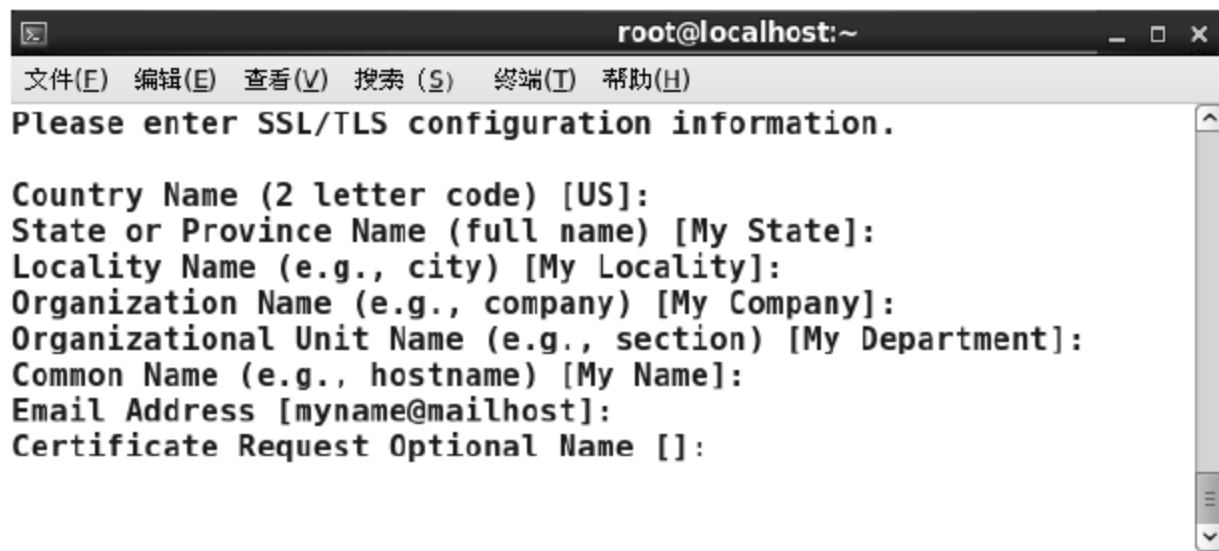 root@localhost:~
文件(F) 编辑(E) 查看(V) 搜索 (S) 终端(T) 帮助(H)
Please enter SSL/TLS configuration information.
Country Name (2 letter code) [US]:
State or Province Name (full name) [My State]:
Locality Name (e.g., city) [My Locality]:
Organization Name (e.g., company) [My Company]:
Organizational Unit Name (e.g., section) [My Department]:
Common Name (e.g., hostname) [My Name]:
Email Address [myname@mailhost]:
Certificate Request Optional Name []: